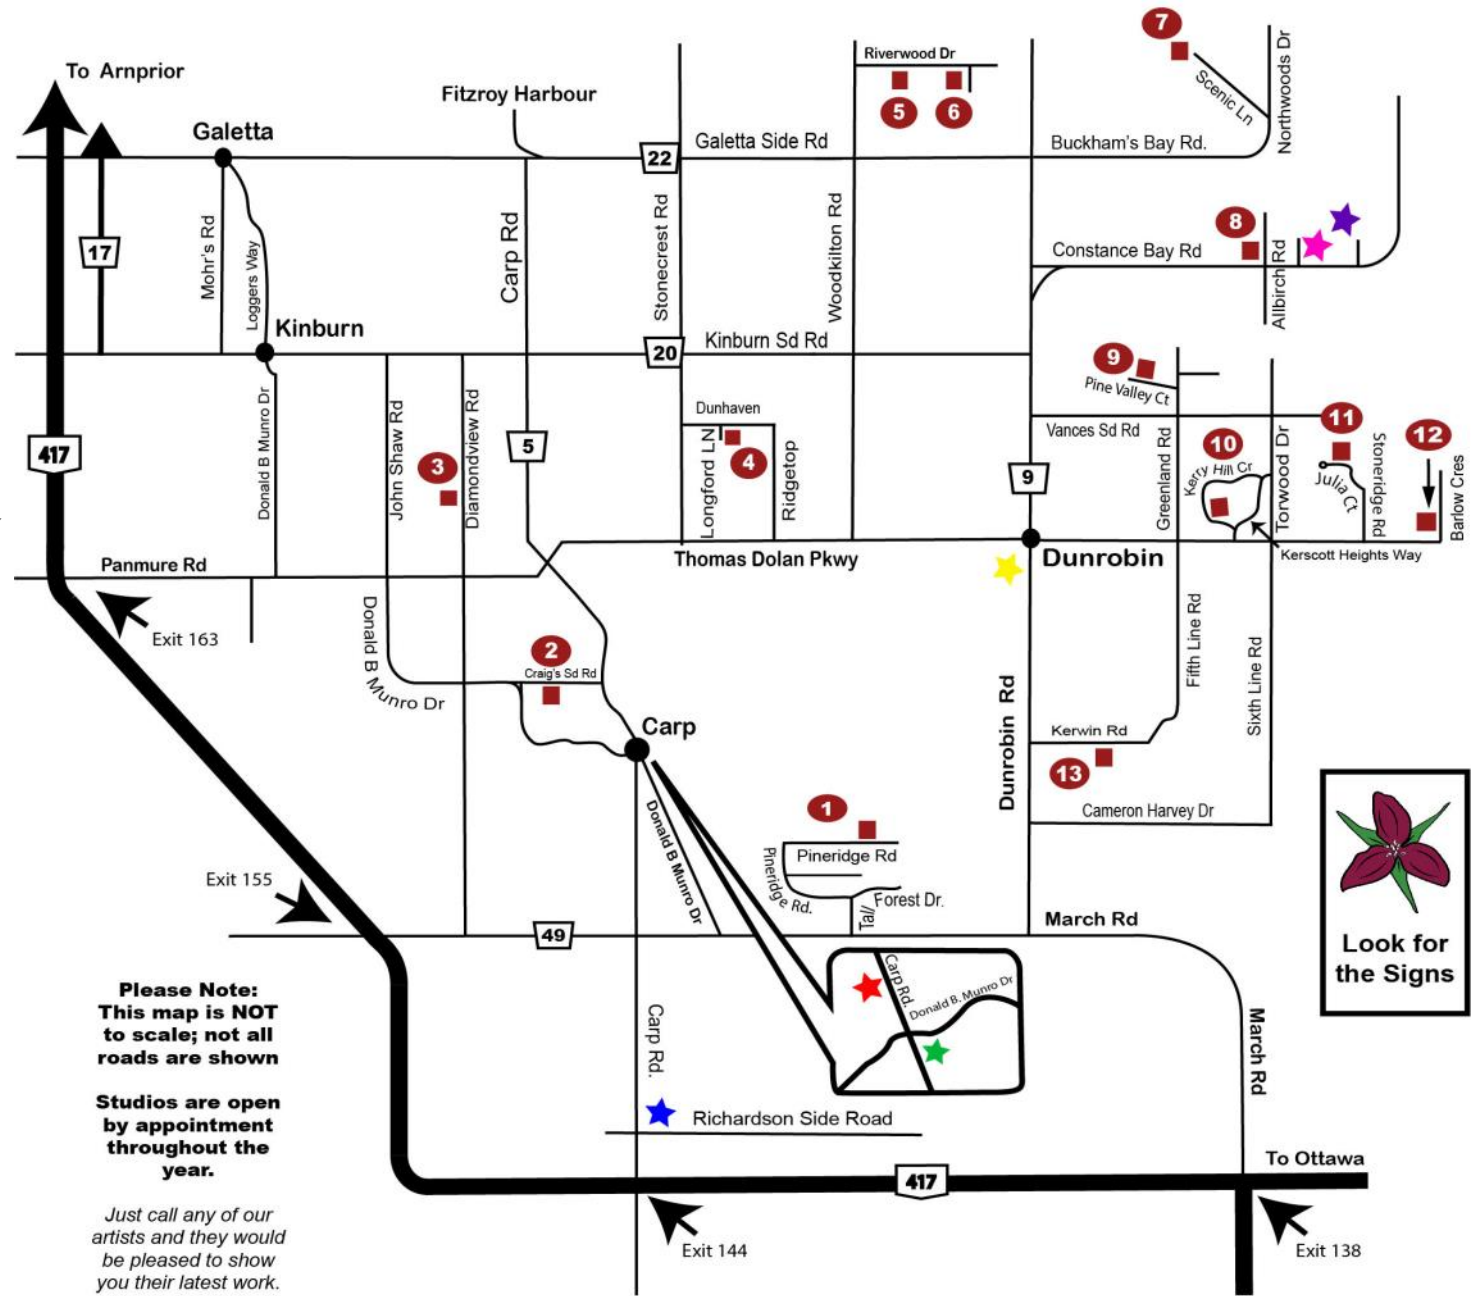 To Arnprior
Galetta
Fitzroy Harbour
22
Galetta Side Rd
Riverwood Dr
5
6
7
Scenic Ln
Northwoods Dr
Buckham's Bay Rd.
17
Mohr's Rd
Loggers Way
Carp Rd
Stonecrest Rd
Woodkilton Rd
8
Constance Bay Rd
Allbirch Rd
Kinburn
20
Kinburn Sd Rd
9
Pine Valley Ct
417
Donald B Munro Dr
John Shaw Rd
3
Diamondview Rd
5
Dunhaven
Longford LN
4
Ridgetop
9
Vances Sd Rd
Greenland Rd
10
Kerry Hill Cr
Torwood Dr
11
Julia Ct
Stoneridge Rd
12
Barlow Cres
Panmure Rd
Thomas Dolan Pkwy
Dunrobin
Kerscott Heights Way
Exit 163
Donald B Munro Dr
2
Craig's Sd Rd
Carp
Dunrobin Rd
Fifth Line Rd
Sixth Line Rd
Kerwin Rd
13
Cameron Harvey Dr
1
Pineridge Rd
Pineridge Rd.
Tall
Forest Dr.
Donald B Munro Dr
Exit 155
49
March Rd
Look for
the Signs
Carp Rd.
Donald B. Munro Dr
Please Note:
This map is NOT
to scale; not all
roads are shown
Studios are open
by appointment
throughout the
year.
Just call any of our
artists and they would
be pleased to show
you their latest work.
Carp Rd.
Richardson Side Road
March Rd
To Ottawa
417
Exit 144
Exit 138